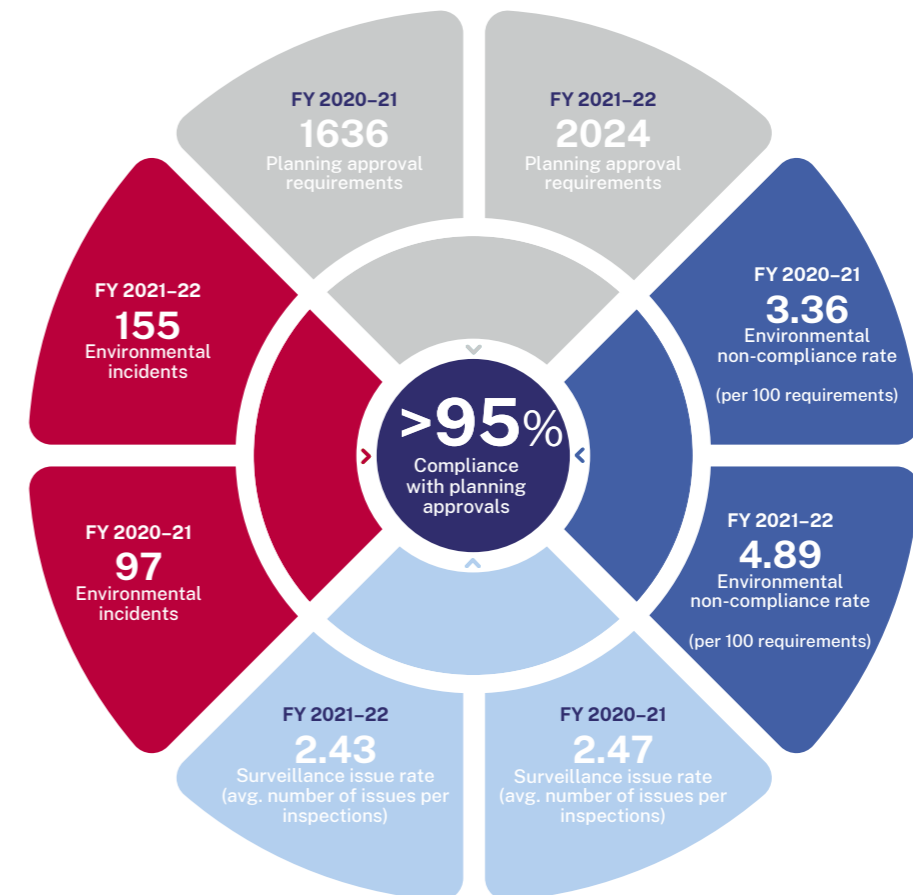 FY 2020–21
1636
Planning approval
requirements
FY 2021–22
2024
Planning approval
requirements
FY 2020–21
3.36
Environmental
non-compliance rate
(per 100 requirements)
FY 2021–22
4.89
Environmental
non-compliance rate
(per 100 requirements)
FY 2020–21
2.47
Surveillance issue rate
(avg. number of issues per
inspections)
FY 2021–22
2.43
Surveillance issue rate
(avg. number of issues per
inspections)
FY 2020–21
97
Environmental
incidents
FY 2021–22
155
Environmental
incidents
>95%
Compliance
with planning
approvals